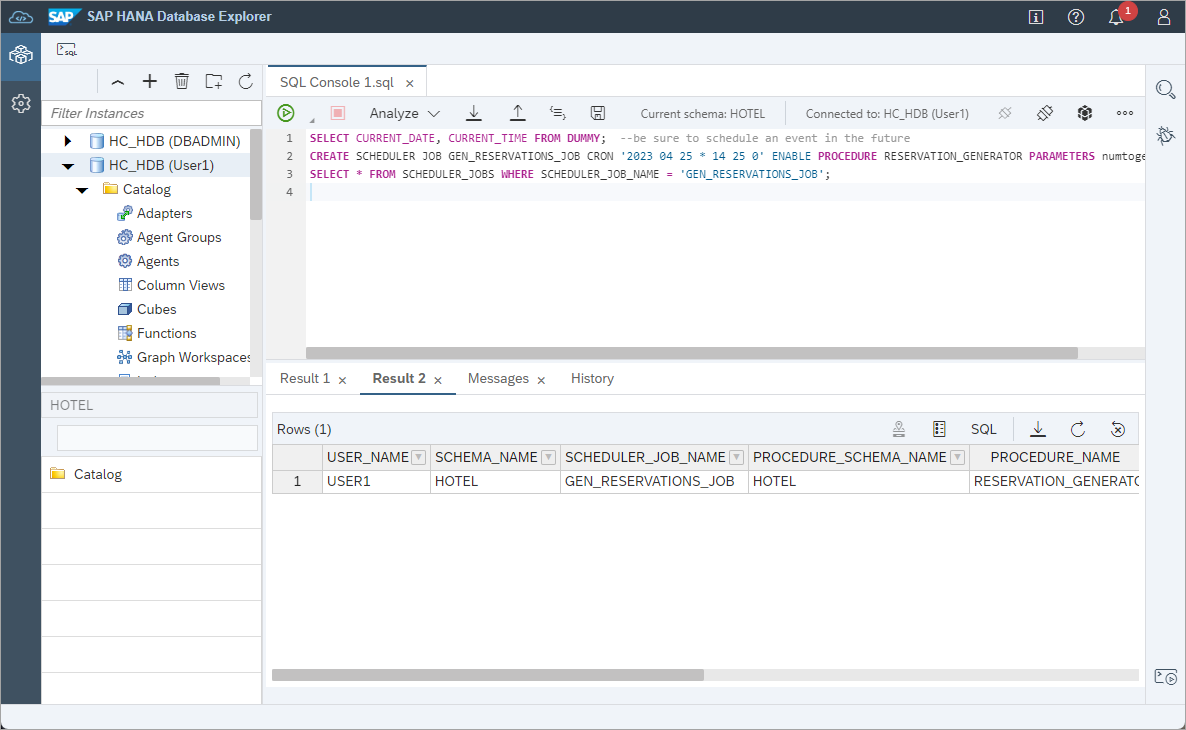 SAP SAP HANA Database Explorer
1
SQL
Filter Instances
HC_HDB (DBADMIN)
HC_HDB (User1)
Catalog
Adapters
Agent Groups
Agents
Column Views
Cubes
Functions
Graph Workspaces
HOTEL
Catalog
SQL Console 1.sql
Analyze Current schema: HOTEL Connected to: HC_HDB (User1)
1 SELECT CURRENT_DATE, CURRENT_TIME FROM DUMMY; --be sure to schedule an event in the future
2 CREATE SCHEDULER JOB GEN_RESERVATIONS_JOB CRON '2023 04 25 * 14 25 0' ENABLE PROCEDURE RESERVATION_GENERATOR PARAMETERS numtoge
3 SELECT * FROM SCHEDULER_JOBS WHERE SCHEDULER_JOB_NAME = 'GEN_RESERVATIONS_JOB';
4
Result 1 Result 2 Messages History
Rows (1) SQL
USER_NAME SCHEMA_NAME SCHEDULER_JOB_NAME PROCEDURE_SCHEMA_NAME PROCEDURE_NAME
1 USER1 HOTEL GEN_RESERVATIONS_JOB HOTEL RESERVATION_GENERATO